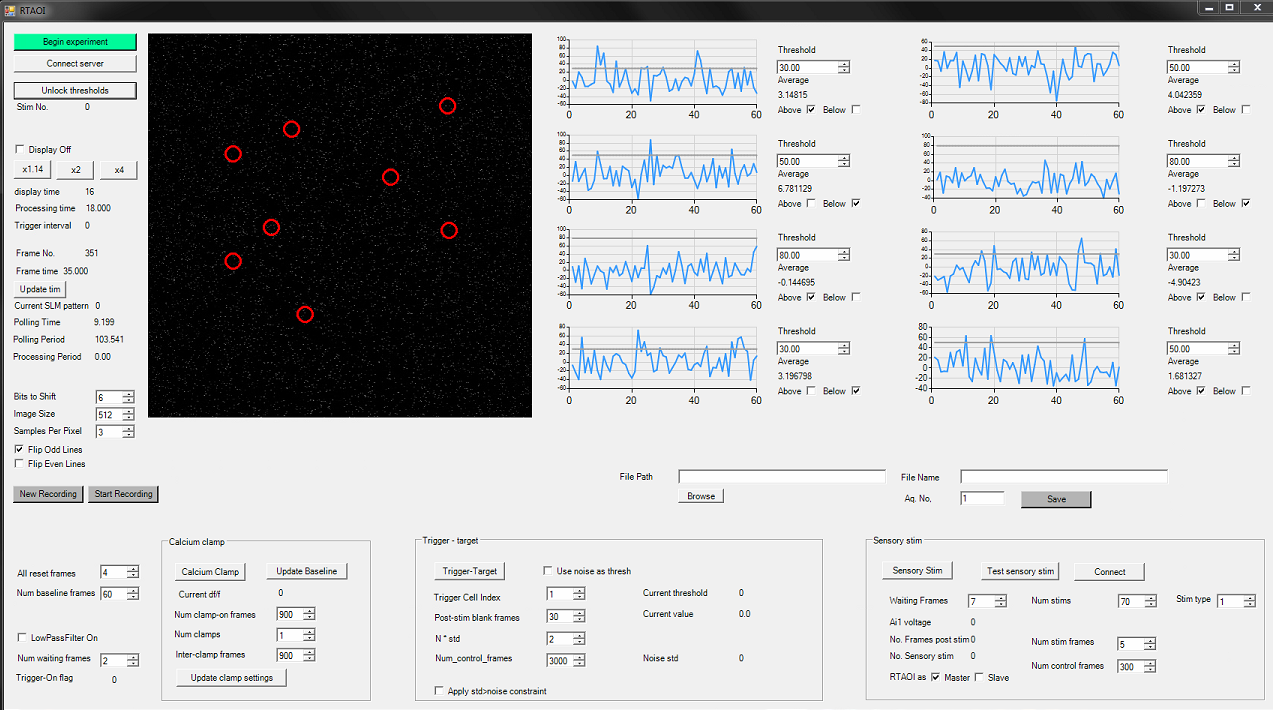 RTAOI
Begin experiment
Connect server
Unlock thresholds
Stim No. 0
Display Off
x1.14 x2 x4
display time 16
Processing time 18.000
Trigger interval 0
Frame No. 351
Frame time 35.000
Update tim
Current SLM pattern 0
Polling Time 9.199
Polling Period 103.541
Processing Period 0.00
Bits to Shift 6
Image Size 512
Samples Per Pixel 3
Flip Odd Lines
Flip Even Lines
New Recording Start Recording
100
80
60
40
20
0
-20
-40
-60
0 20 40 60
Threshold
30.00
Average
3.14815
Above Below
60
40
20
0
-20
-40
-60
-80
0 20 40 60
Threshold
50.00
Average
4.042359
Above Below
100
80
60
40
20
0
-20
-40
-60
0 20 40 60
Threshold
50.00
Average
6.781129
Above Below
100
80
60
40
20
0
-20
-40
0 20 40 60
Threshold
80.00
Average
-1.197273
Above Below
100
80
60
40
20
0
-20
-40
-60
0 20 40 60
Threshold
80.00
Average
-0.144695
Above Below
80
60
40
20
0
-20
-40
-60
0 20 40 60
Threshold
30.00
Average
-4.90423
Above Below
80
60
40
20
0
-20
-40
-60
0 20 40 60
Threshold
30.00
Average
3.196798
Above Below
80
60
40
20
0
-20
-40
0 20 40 60
Threshold
50.00
Average
1.681327
Above Below
File Path
Browse
File Name
Aq. No. 1 Save
All reset frames 4
Num baseline frames 60
LowPassFilter On
Num waiting frames 2
Trigger-On flag 0
Calcium clamp
Calcium Clamp Update Baseline
Current df/f 0
Num clamp-on frames 900
Num clamps 1
Inter-clamp frames 900
Update clamp settings
Trigger - target
Trigger-Target Use noise as thresh
Trigger Cell Index 1 Current threshold 0
Post-stim blank frames 30 Current value 0.0
N * std 2
Num_control_frames 3000 Noise std 0
Apply std>noise constraint
Sensory stim
Sensory Stim Test sensory stim Connect
Waiting Frames 7 Num stims 70 Stim type 1
Ai1 voltage 0
No. Frames post stim 0 Num stim frames 5
No. Sensory stim 0 Num control frames 300
RTAOI as Master Slave